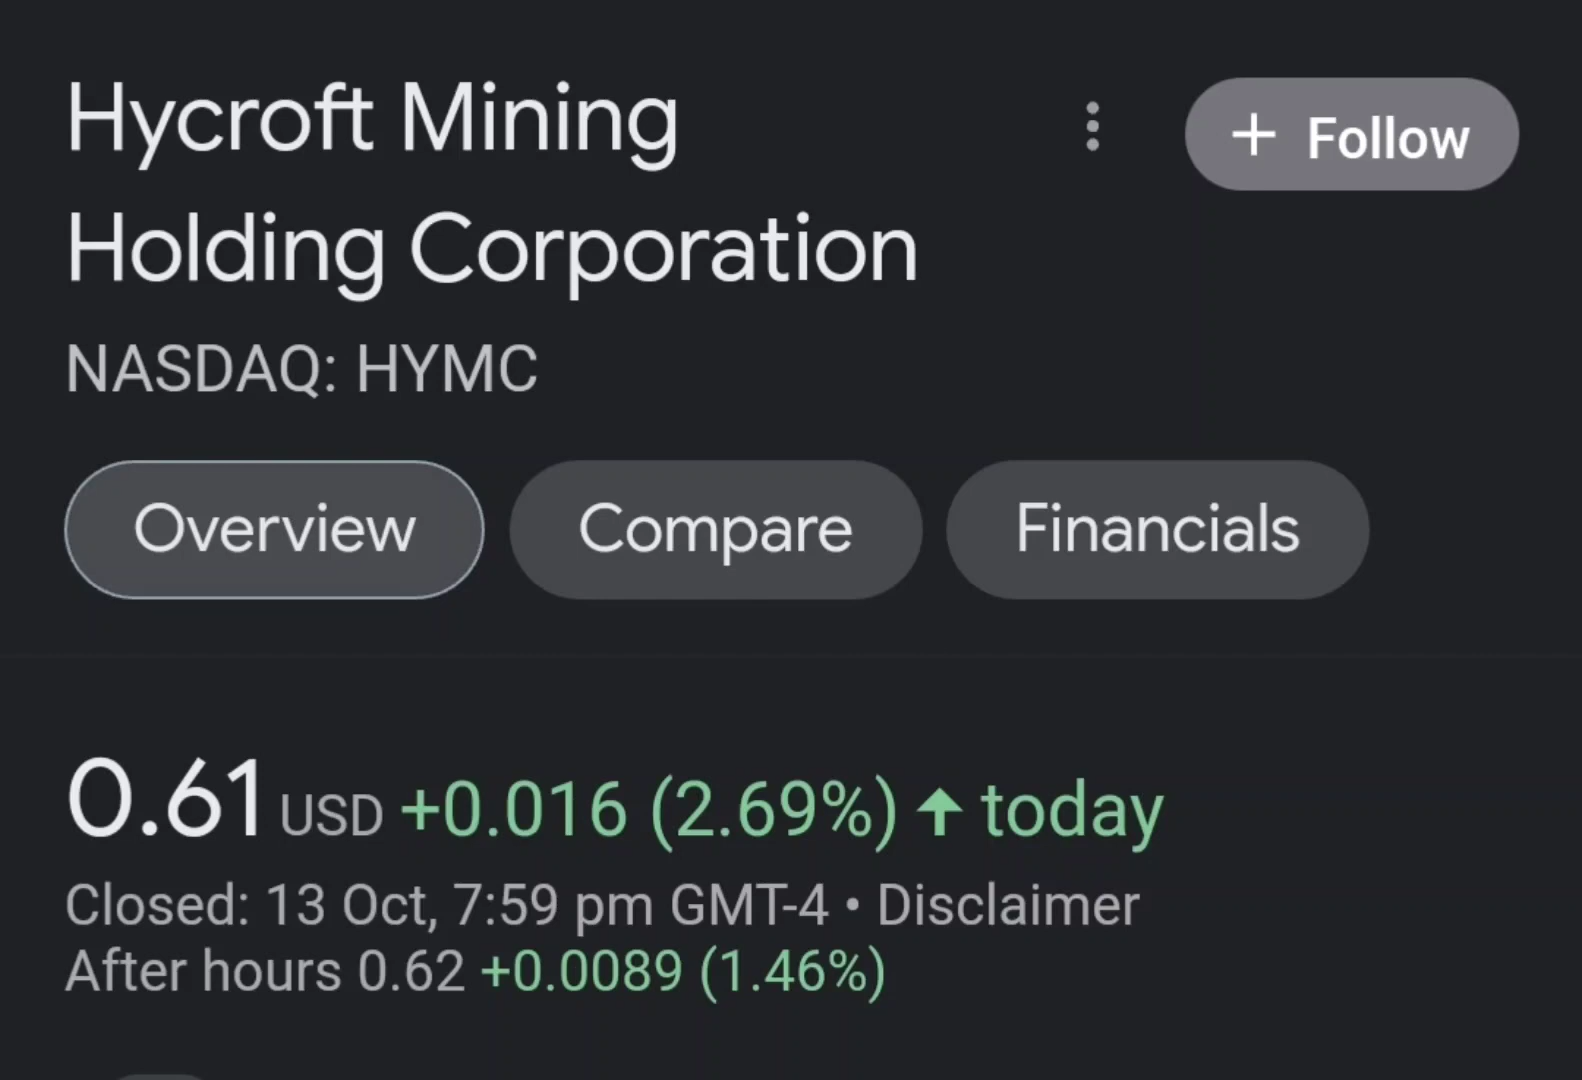 Hycroft Mining
Holding Corporation
+ Follow
NASDAQ: HYMC
Overview
Compare
Financials
0.61 USD +0.016 (2.69%) ↑ today
Closed: 13 Oct, 7:59 pm GMT-4 • Disclaimer
After hours 0.62 +0.0089 (1.46%)